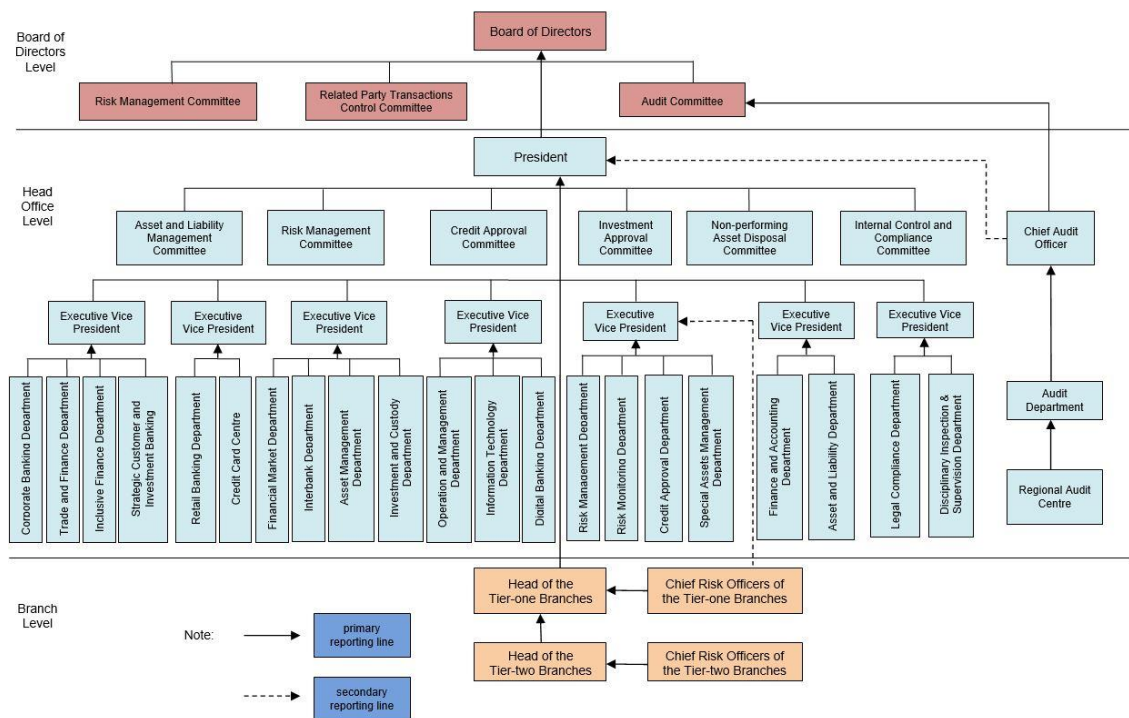 Board of
Directors
Level
Board of Directors
Risk Management Committee
Related Party Transactions
Control Committee
Audit Committee
Head
Office
Level
President
Asset and Liability
Management
Committee
Risk Management
Committee
Credit Approval
Committee
Investment
Approval
Committee
Non-performing
Asset Disposal
Committee
Internal Control and
Compliance Committee
Chief Audit
Officer
Executive Vice
President
Executive
Vice President
Executive Vice
President
Executive Vice
President
Executive
Vice President
Executive
Vice President
Executive Vice
President
Corporate Banking Department
Trade and Finance Department
Inclusive Finance Department
Strategic Customer and
Investment Banking
Retail Banking Department
Credit Card Centre
Financial Market Department
Interbank Department
Asset Management
Department
Investment and Custody
Department
Operation and Management
Department
Information Technology
Department
Digital Banking Department
Risk Management Department
Risk Monitoring Department
Credit Approval Department
Special Assets Management
Department
Finance and Accounting
Department
Asset and Liability Department
Legal Compliance Department
Disciplinary Inspection &
Supervision Department
Audit
Department
Regional Audit
Centre
Branch
Level
Head of the
Tier-one Branches
Chief Risk Officers of
the Tier-one Branches
Head of the
Tier-two Branches
Chief Risk Officers of
the Tier-two Branches
Note:
primary
reporting line
secondary
reporting line